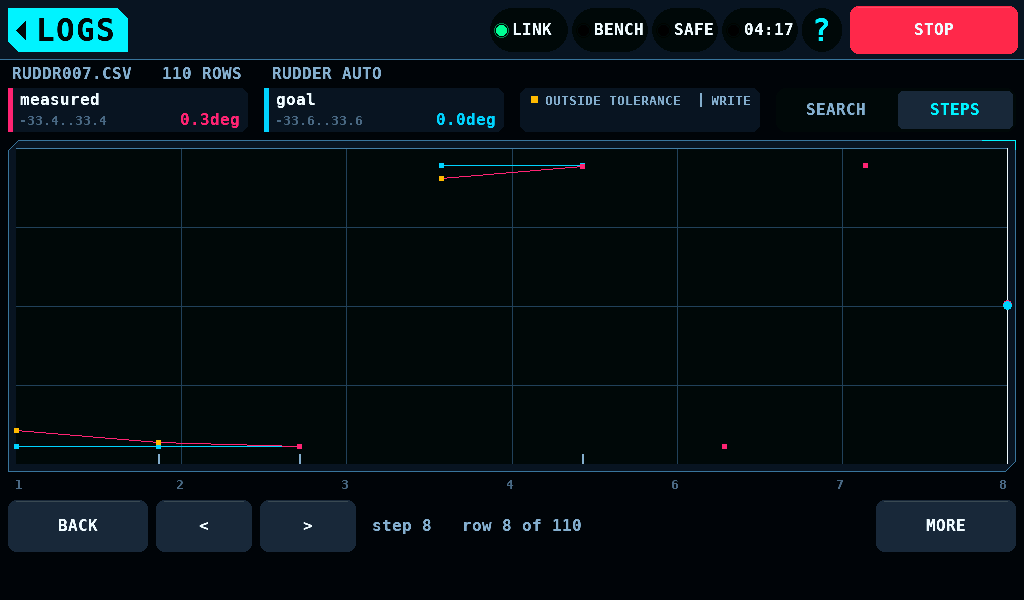 LOGS LINK BENCH SAFE 04:17 ? STOP
RUDDR007.CSV 110 ROWS RUDDER AUTO
measured
-33.4..33.4 0.3deg
goal
-33.6..33.6 0.0deg
OUTSIDE TOLERANCE | WRITE
SEARCH STEPS
1 2 3 4 5 6 7 8
BACK < > step 8 row 8 of 110 MORE